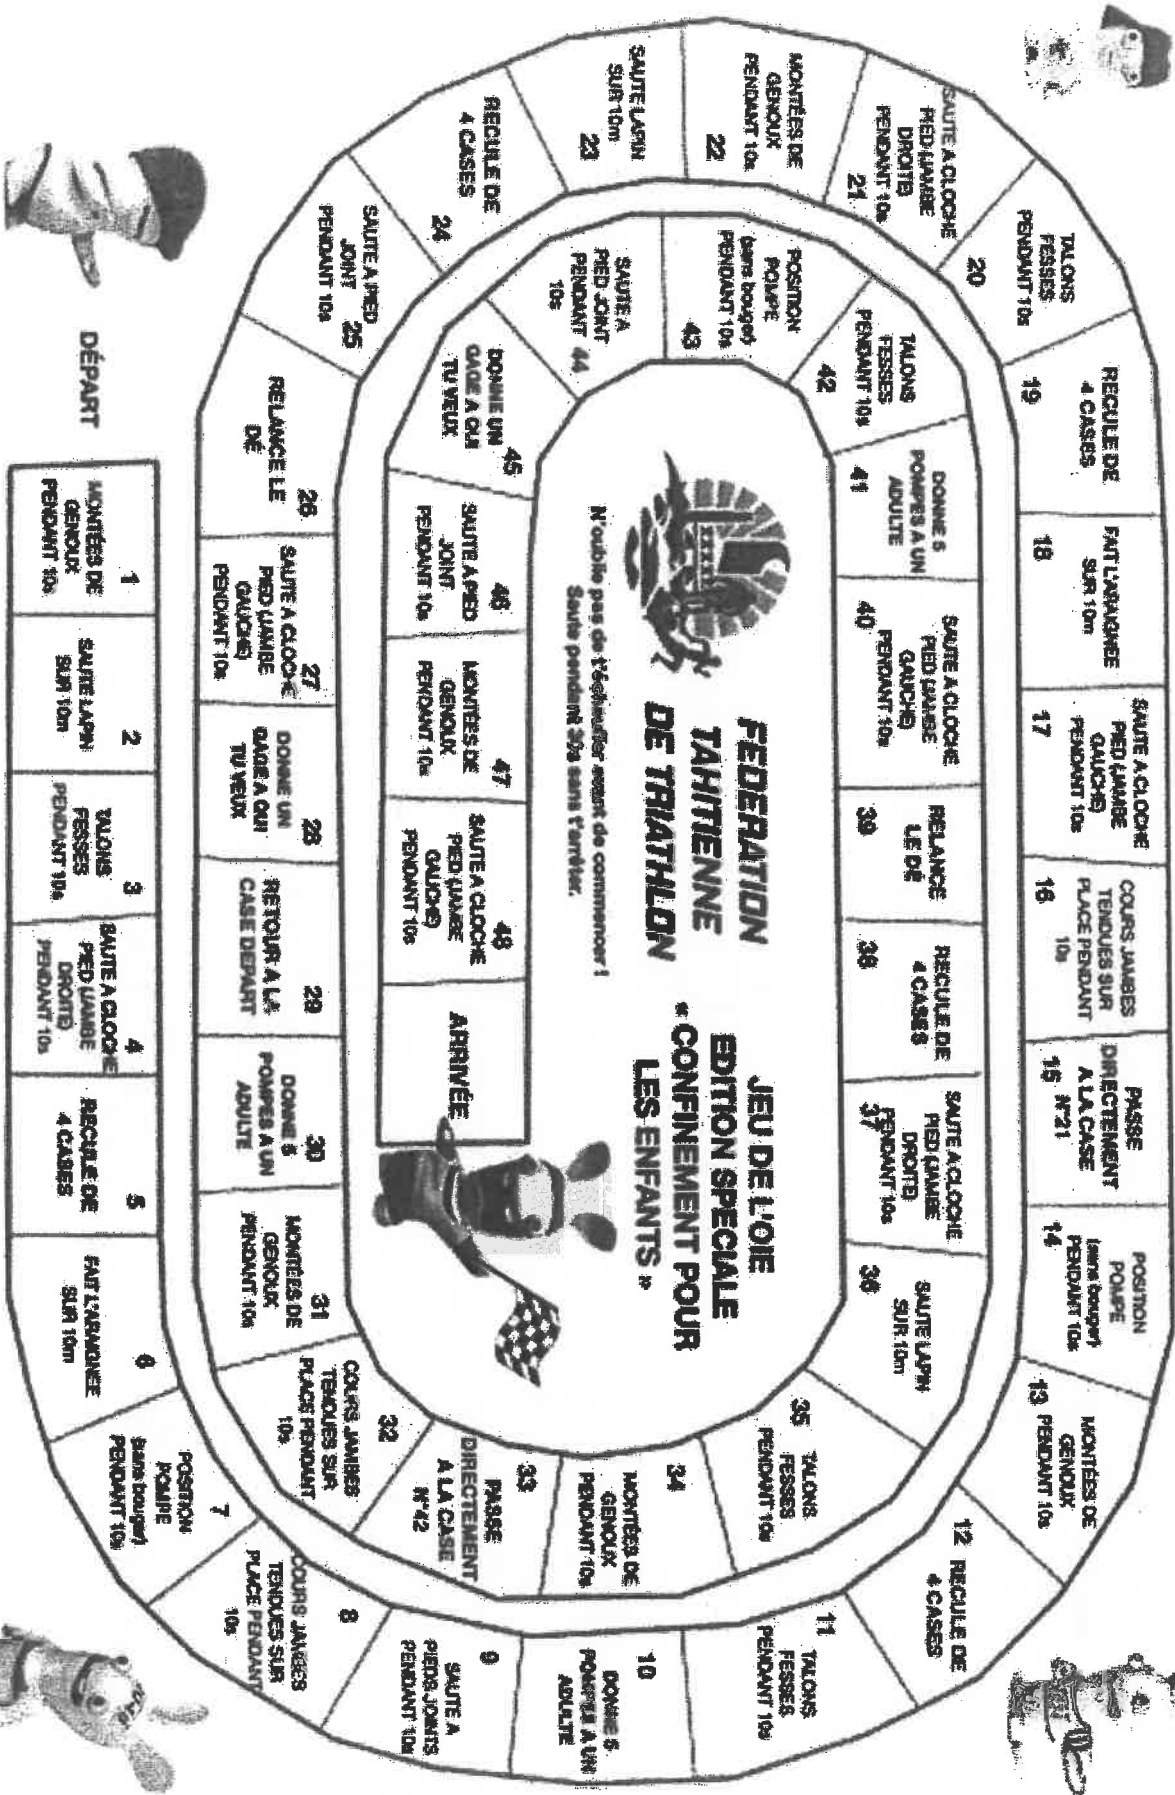 DÉPART
1
MONTÉES DE
GENOUX
PENDANT 10s
2
SAUTE LAPIN
SUR 10m
3
TALONS
FESSES
PENDANT 10s
4
SAUTE A CLOCHE
PIED (JAMBE
DROITE)
PENDANT 10s
5
RECULE DE
4 CASES
6
FAIT L'ARAIGNEE
SUR 10m
7
POSITION
POMPE
(sans bouger)
PENDANT 10s
8
COURS JAMBES
TENDUES SUR
PLACE PENDANT
10s
9
SAUTE A
PIEDS JOINTS
PENDANT 10s
10
DONNE 5
POMPES A UN
ADULTE
11
TALONS
FESSES
PENDANT 10s
12
RECULE DE
4 CASES
13
MONTÉES DE
GENOUX
PENDANT 10s
14
POSITION
POMPE
(sans bouger)
PENDANT 10s
15
PASSE
DIRECTEMENT
A LA CASE
N°21
16
COURS JAMBES
TENDUES SUR
PLACE PENDANT
10s
17
SAUTE A CLOCHE
PIED (JAMBE
GAUCHE)
PENDANT 10s
18
FAIT L'ARAIGNEE
SUR 10m
19
RECULE DE
4 CASES
20
TALONS
FESSES
PENDANT 10s
21
SAUTE A CLOCHE
PIED (JAMBE
DROITE)
PENDANT 10s
22
MONTÉES DE
GENOUX
PENDANT 10s
23
SAUTE LAPIN
SUR 10m
24
RECULE DE
4 CASES
25
SAUTE A PIED
JOINT
PENDANT 10s
26
RELANCE LE
DÉ
27
SAUTE A CLOCHE
PIED (JAMBE
GAUCHE)
PENDANT 10s
28
DONNE UN
GAGE A QUI
TU VEUX
29
RETOUR A LA
CASE DEPART
30
DONNE 5
POMPES A UN
ADULTE
31
MONTÉES DE
GENOUX
PENDANT 10s
32
COURS JAMBES
TENDUES SUR
PLACE PENDANT
10s
33
PASSE
DIRECTEMENT
A LA CASE
N°42
34
MONTÉES DE
GENOUX
PENDANT 10s
35
TALONS
FESSES
PENDANT 10s
36
SAUTE LAPIN
SUR 10m
37
SAUTE A CLOCHE
PIED (JAMBE
DROITE)
PENDANT 10s
38
RECULE DE
4 CASES
39
RELANCE
LE DÉ
40
SAUTE A CLOCHE
PIED (JAMBE
GAUCHE)
PENDANT 10s
41
DONNE 5
POMPES A UN
ADULTE
42
TALONS
FESSES
PENDANT 10s
43
POSITION
POMPE
(sans bouger)
PENDANT 10s
44
SAUTE A
PIED JOINT
PENDANT
10s
45
DONNE UN
GAGE A QUI
TU VEUX
46
SAUTE A PIED
JOINT
PENDANT 10s
47
MONTÉES DE
GENOUX
PENDANT 10s
48
SAUTE A CLOCHE
PIED (JAMBE
GAUCHE)
PENDANT 10s
ARRIVÉE
FEDERATION
TAHITIENNE
DE TRIATHLON
JEU DE L'OIE
EDITION SPECIALE
« CONFINEMENT POUR
LES ENFANTS »
N'oublie pas de t'échauffer avant de commencer !
Saute pendant 30s sans t'arrêter.
XXXXX